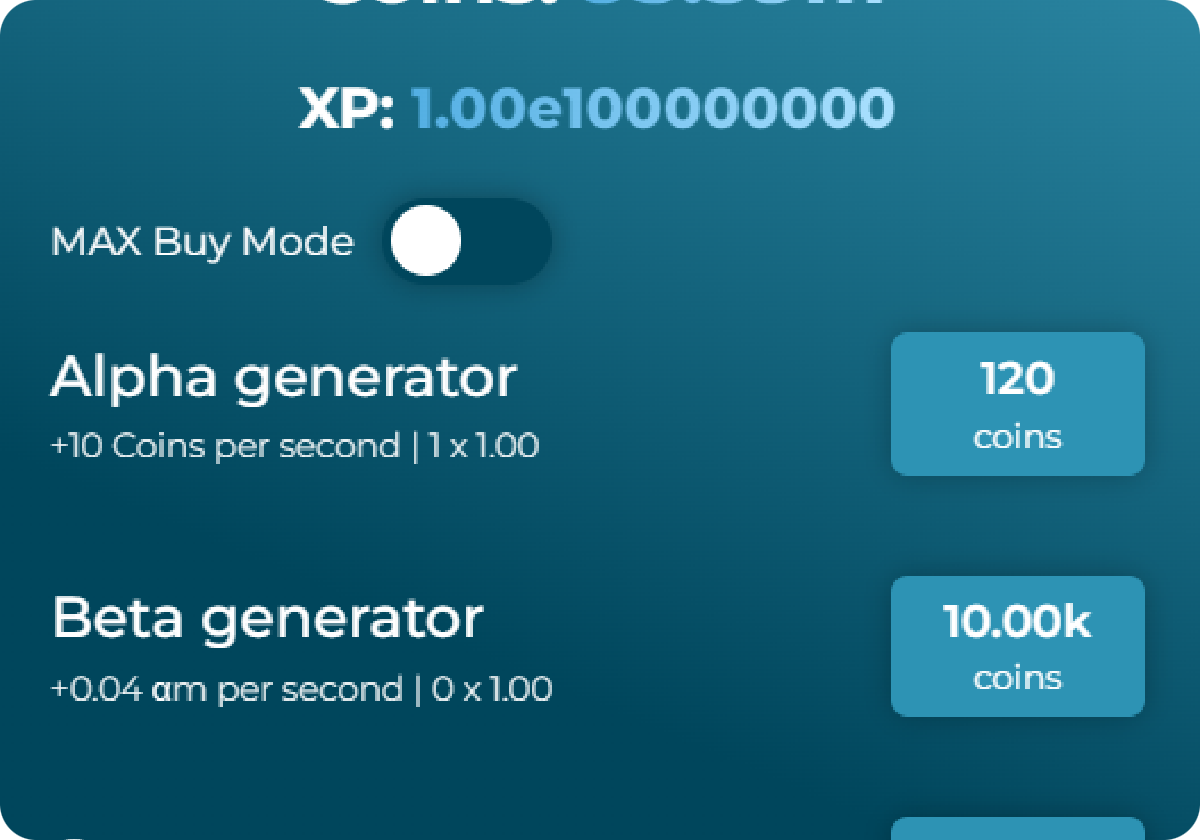 XP: 1.00e100000000
MAX Buy Mode
Alpha generator
+10 Coins per second | 1 x 1.00
120
coins
Beta generator
+0.04 αm per second | 0 x 1.00
10.00k
coins